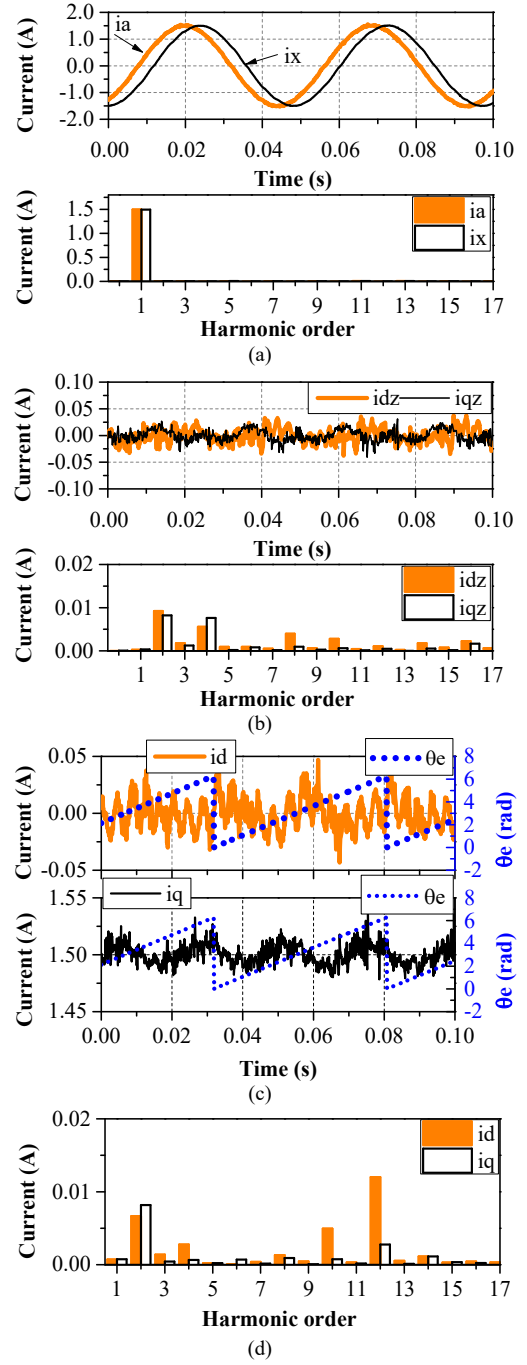 2.0
1.0
0.0
-1.0
-2.0
Current (A)
ia
ix
0.00 0.02 0.04 0.06 0.08 0.10
Time (s)
1.5
1.0
0.5
0.0
Current (A)
ia
ix
1 3 5 7 9 11 13 15 17
Harmonic order
(a)
0.10
0.05
0.00
-0.05
-0.10
Current (A)
idz iqz
0.00 0.02 0.04 0.06 0.08 0.10
Time (s)
0.02
0.01
0.00
Current (A)
idz
iqz
1 3 5 7 9 11 13 15 17
Harmonic order
(b)
0.05
0.00
-0.05
Current (A)
id
θe
8
6
4
2
0
-2
θe (rad)
1.55
1.50
1.45
Current (A)
iq
θe
8
6
4
2
0
-2
θe (rad)
0.00 0.02 0.04 0.06 0.08 0.10
Time (s)
(c)
0.02
0.01
0.00
Current (A)
id
iq
1 3 5 7 9 11 13 15 17
Harmonic order
(d)